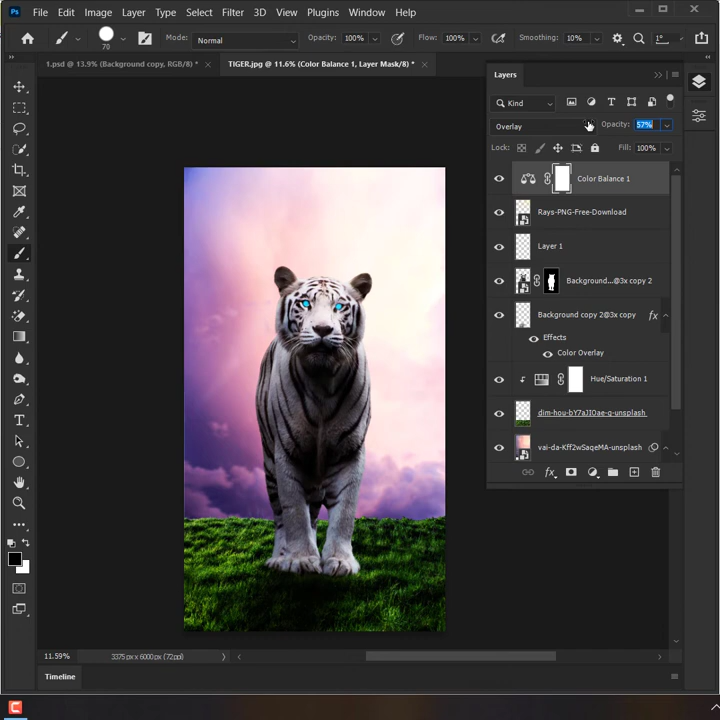 Ps File Edit Image Layer Type Select Filter 3D View Plugins Window Help
70 Mode: Normal Opacity: 100% Flow: 100% Smoothing: 10% 1°
1.psd @ 13.9% (Background copy, RGB/8) * × TIGER.jpg @ 11.6% (Color Balance 1, Layer Mask/8) * ×
Layers
Kind
Overlay Opacity: 57%
Lock: Fill: 100%
Color Balance 1
Rays-PNG-Free-Download
Layer 1
Background...@3x copy 2
Background copy 2@3x copy fx
Effects
Color Overlay
Hue/Saturation 1
dim-hou-bY7aJIOae-q-unsplash
vai-da-Kff2wSaqeMA-unsplash
fx
11.59% 3375 px x 6000 px (72 ppi)
Timeline